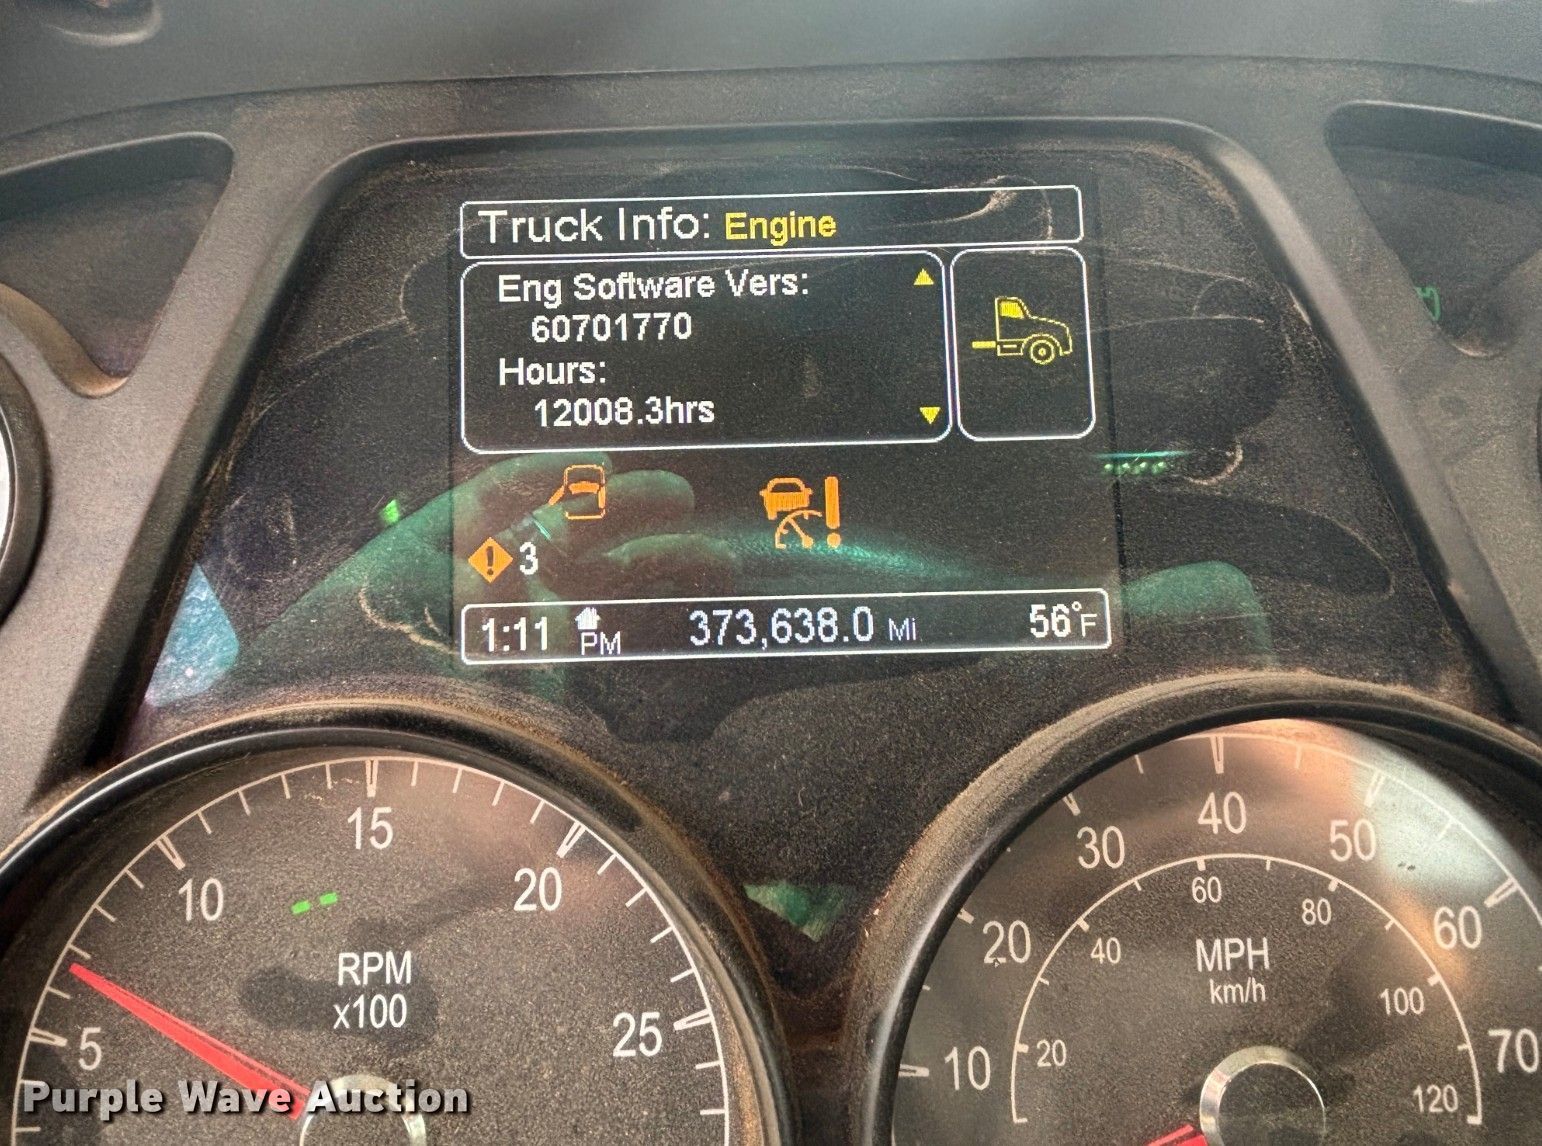 Truck Info: Engine
Eng Software Vers:
60701770
Hours:
12008.3hrs
3
1:11 PM 373,638.0 Mi 56°F
5
10
15
20
25
RPM
x100
10
20
30
40
50
60
70
20
40
60
80
100
120
MPH
km/h
Purple Wave Auction